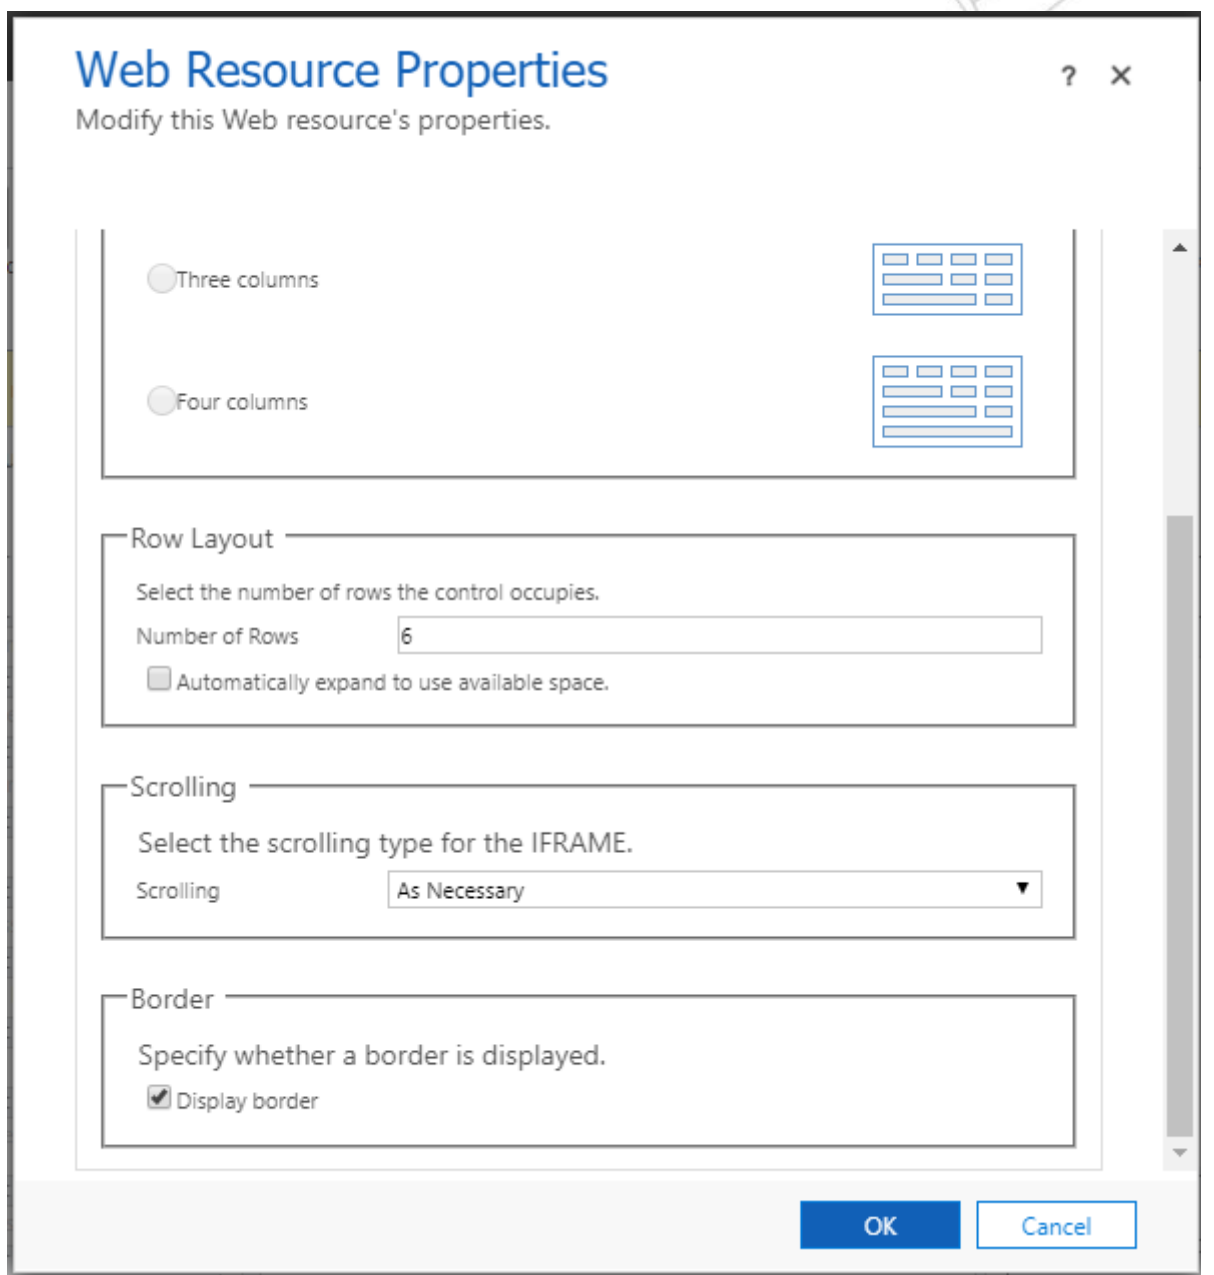 Web Resource Properties
?
Modify this Web resource's properties.
Three columns
Four columns
Row Layout
Select the number of rows the control occupies.
Number of Rows
6
Automatically expand to use available space.
Scrolling
Select the scrolling type for the IFRAME.
Scrolling
As Necessary
Border
Specify whether a border is displayed.
Display border
OK
Cancel